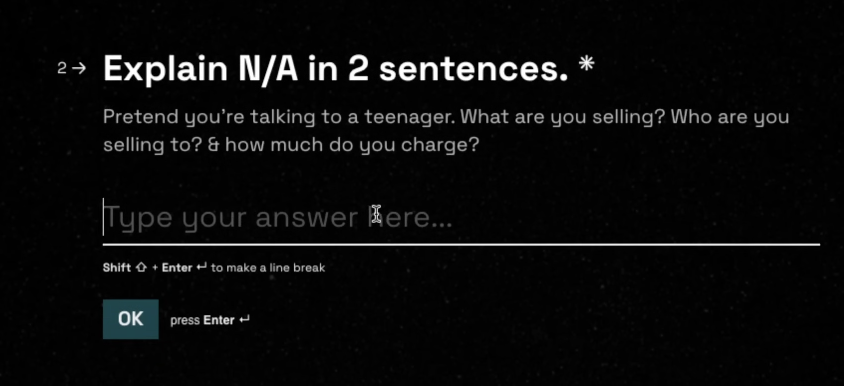 2→ Explain N/A in 2 sentences. *
Pretend you're talking to a teenager. What are you selling? Who are you
selling to? & how much do you charge?
Type your answer here...
Shift ⇧ + Enter ↵ to make a line break
OK press Enter ↵